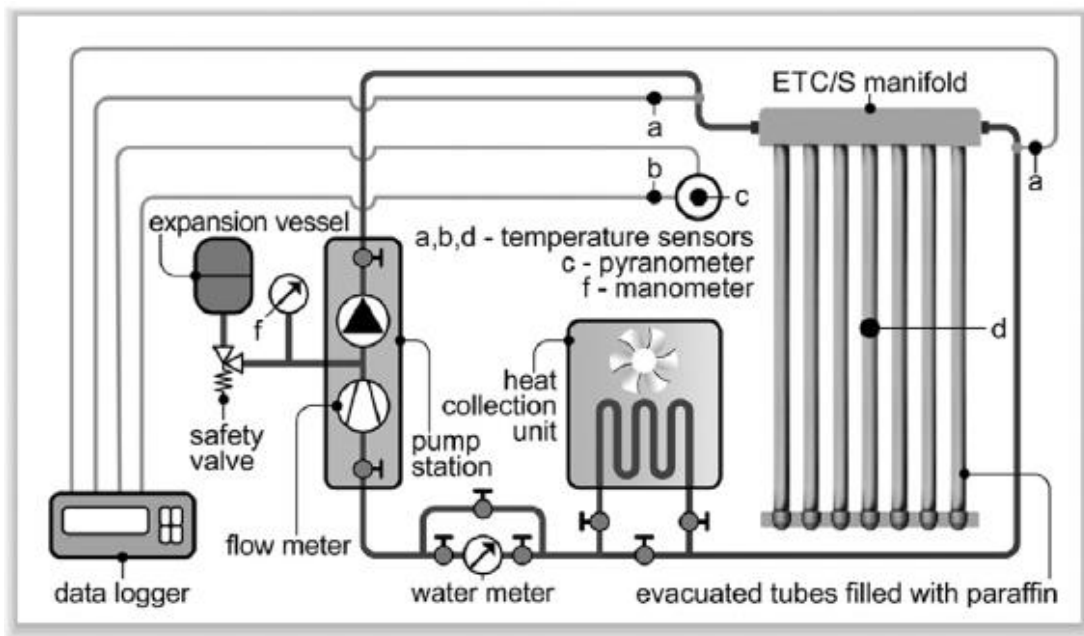 ETC/S manifold
a
a
b
c
expansion vessel
a,b,d - temperature sensors
c - pyranometer
f - manometer
f
d
heat
collection
unit
safety
valve
pump
station
flow meter
data logger
water meter
evacuated tubes filled with paraffin